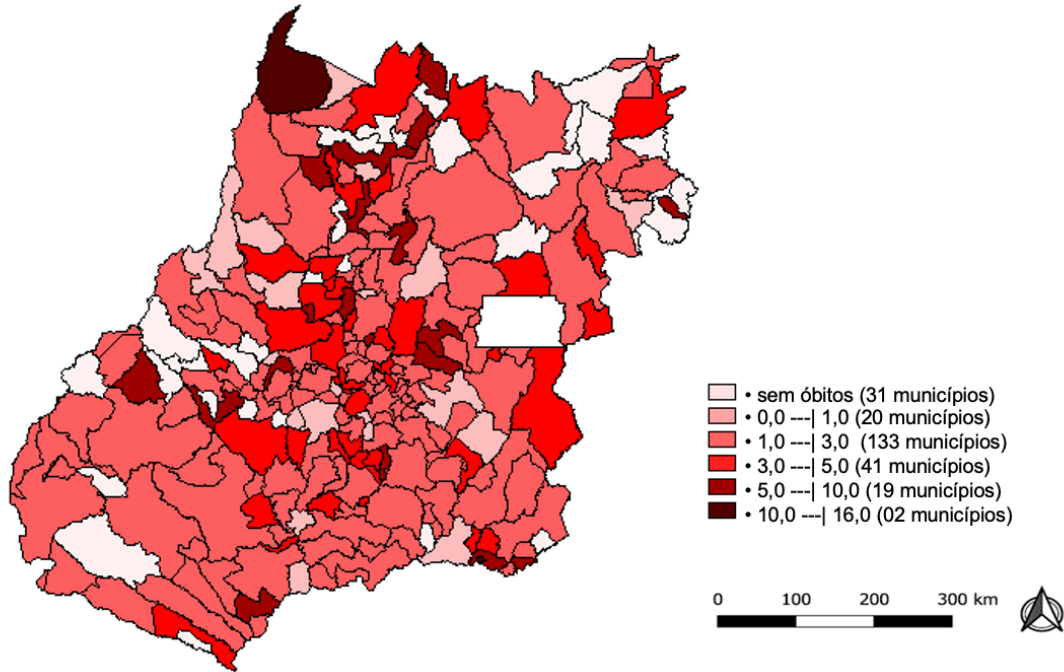 • sem óbitos (31 municípios)
• 0,0 ---| 1,0 (20 municípios)
• 1,0 ---| 3,0 (133 municípios)
• 3,0 ---| 5,0 (41 municípios)
• 5,0 ---| 10,0 (19 municípios)
• 10,0 ---| 16,0 (02 municípios)
0 100 200 300 km